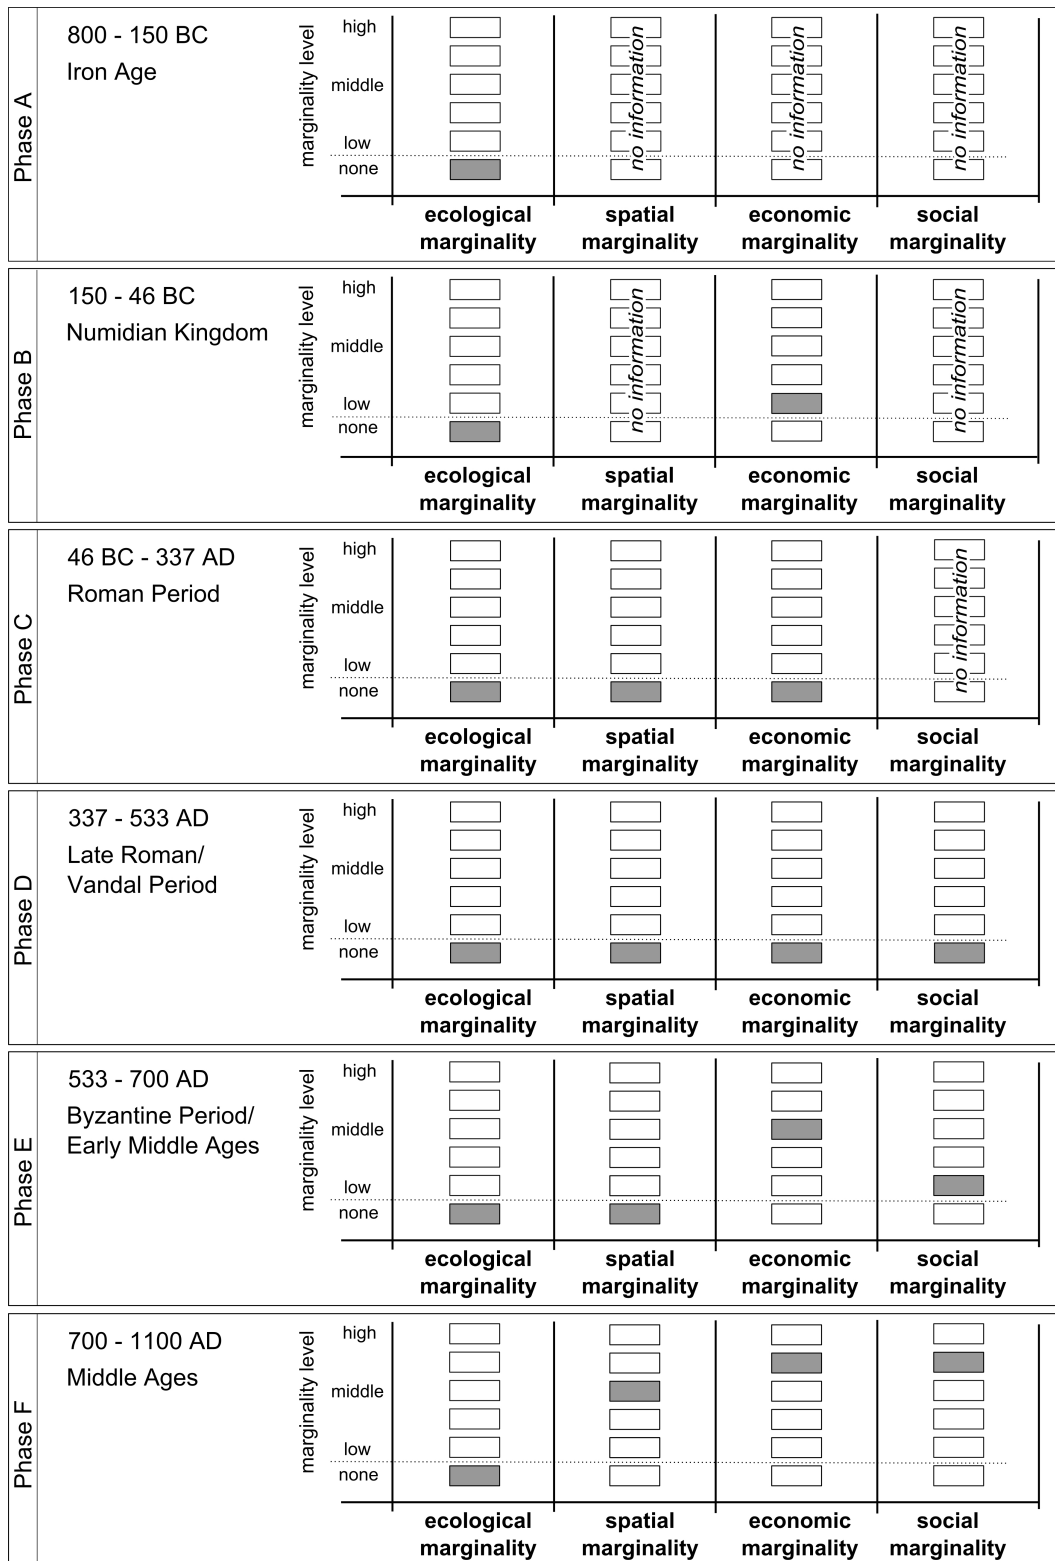 Phase A
800 - 150 BC
Iron Age
marginality level
high
middle
low
none
no information
no information
no information
ecological marginality
spatial marginality
economic marginality
social marginality
Phase B
150 - 46 BC
Numidian Kingdom
marginality level
high
middle
low
none
no information
no information
ecological marginality
spatial marginality
economic marginality
social marginality
Phase C
46 BC - 337 AD
Roman Period
marginality level
high
middle
low
none
no information
ecological marginality
spatial marginality
economic marginality
social marginality
Phase D
337 - 533 AD
Late Roman/
Vandal Period
marginality level
high
middle
low
none
ecological marginality
spatial marginality
economic marginality
social marginality
Phase E
533 - 700 AD
Byzantine Period/
Early Middle Ages
marginality level
high
middle
low
none
ecological marginality
spatial marginality
economic marginality
social marginality
Phase F
700 - 1100 AD
Middle Ages
marginality level
high
middle
low
none
ecological marginality
spatial marginality
economic marginality
social marginality